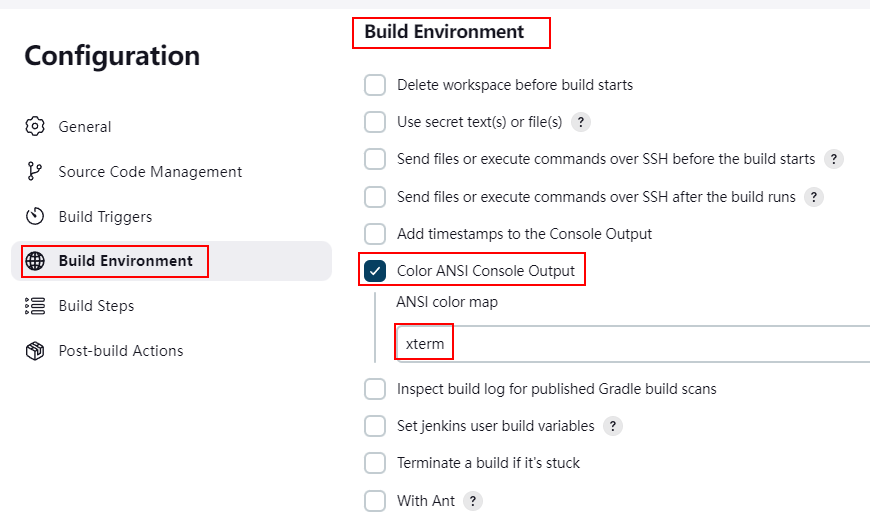 Configuration
General
Source Code Management
Build Triggers
Build Environment
Build Steps
Post-build Actions
Build Environment
Delete workspace before build starts
Use secret text(s) or file(s) ?
Send files or execute commands over SSH before the build starts ?
Send files or execute commands over SSH after the build runs ?
Add timestamps to the Console Output
Color ANSI Console Output
ANSI color map
xterm
Inspect build log for published Gradle build scans
Set jenkins user build variables ?
Terminate a build if it's stuck
With Ant ?